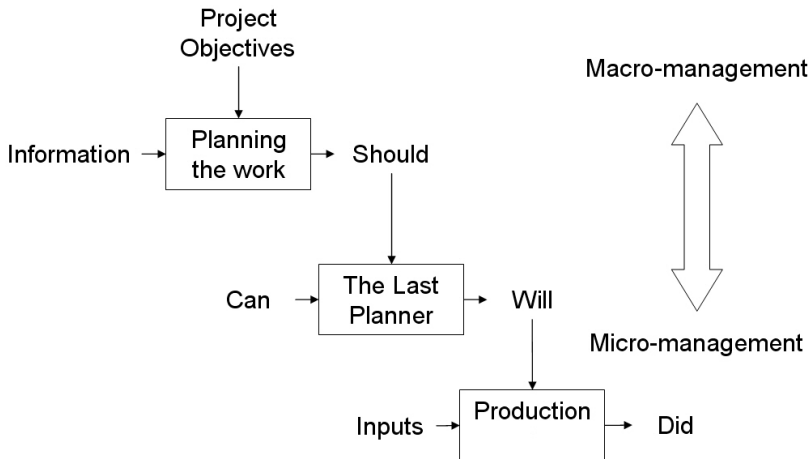 Project
Objectives
Macro-management
Information
Planning
the work
Should
Can
The Last
Planner
Will
Micro-management
Inputs
Production
Did